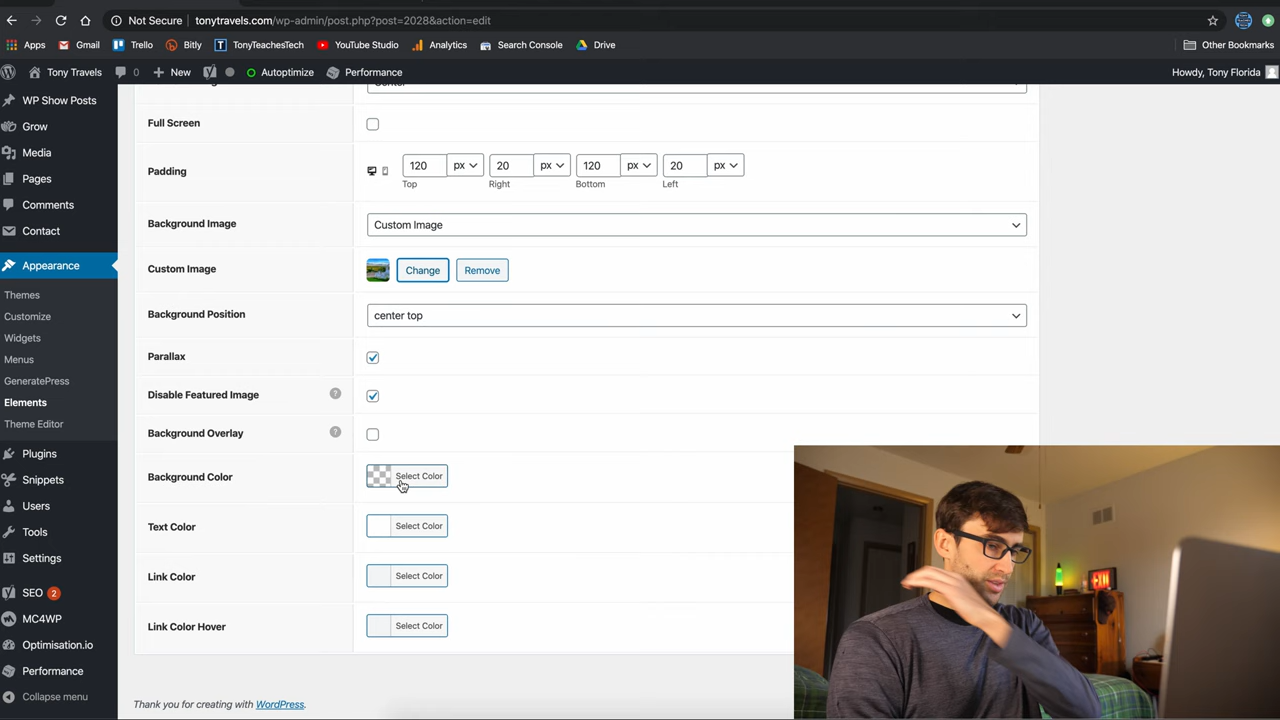 Not Secure
tonytravels.com/wp-admin/post.php?post=2028&action=edit
Apps
Gmail
Trello
Bitly
T
TonyTeachesTech
YouTube Studio
Analytics
Search Console
Drive
Other Bookmarks
Tony Travels
0
New
Autoptimize
Performance
Howdy, Tony Florida
WP Show Posts
Grow
Media
Pages
Comments
Contact
Appearance
Themes
Customize
Widgets
Menus
GeneratePress
Elements
Theme Editor
Plugins
Snippets
Users
Tools
Settings
SEO 2
MC4WP
Optimisation.io
Performance
Collapse menu
Full Screen
Padding
120 px 20 px 120 px 20 px
Top Right Bottom Left
Background Image
Custom Image
Custom Image
Change
Remove
Background Position
center top
Parallax
Disable Featured Image ?
Background Overlay ?
Background Color
Select Color
Text Color
Select Color
Link Color
Select Color
Link Color Hover
Select Color
Thank you for creating with WordPress.